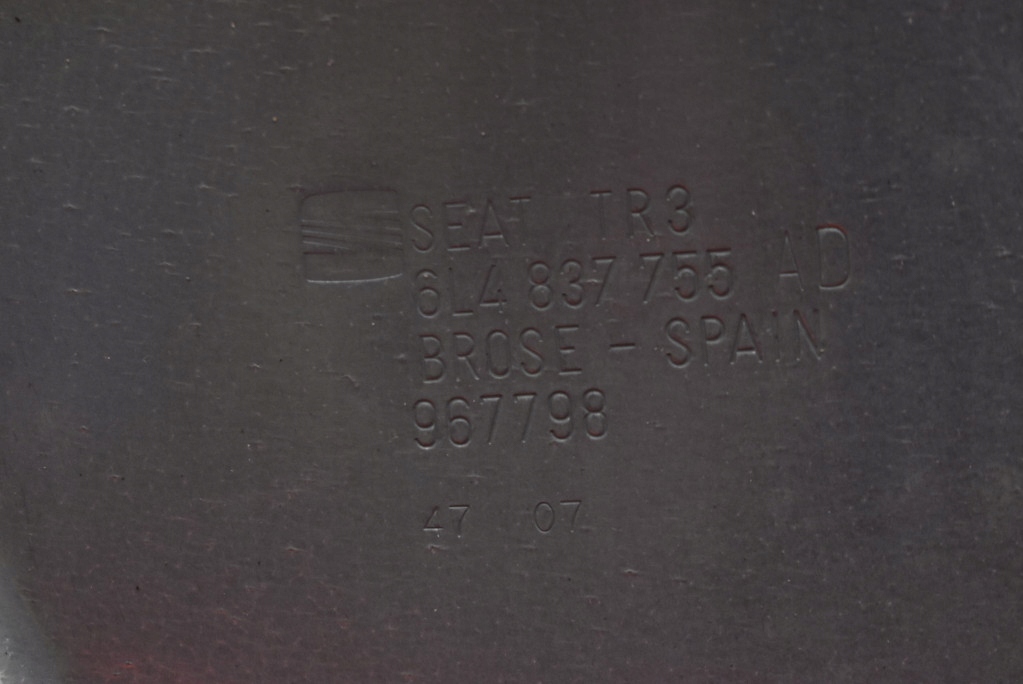 SEAT TR3
6L4 837 755 AD
BROSE - SPAIN
967798
47 07